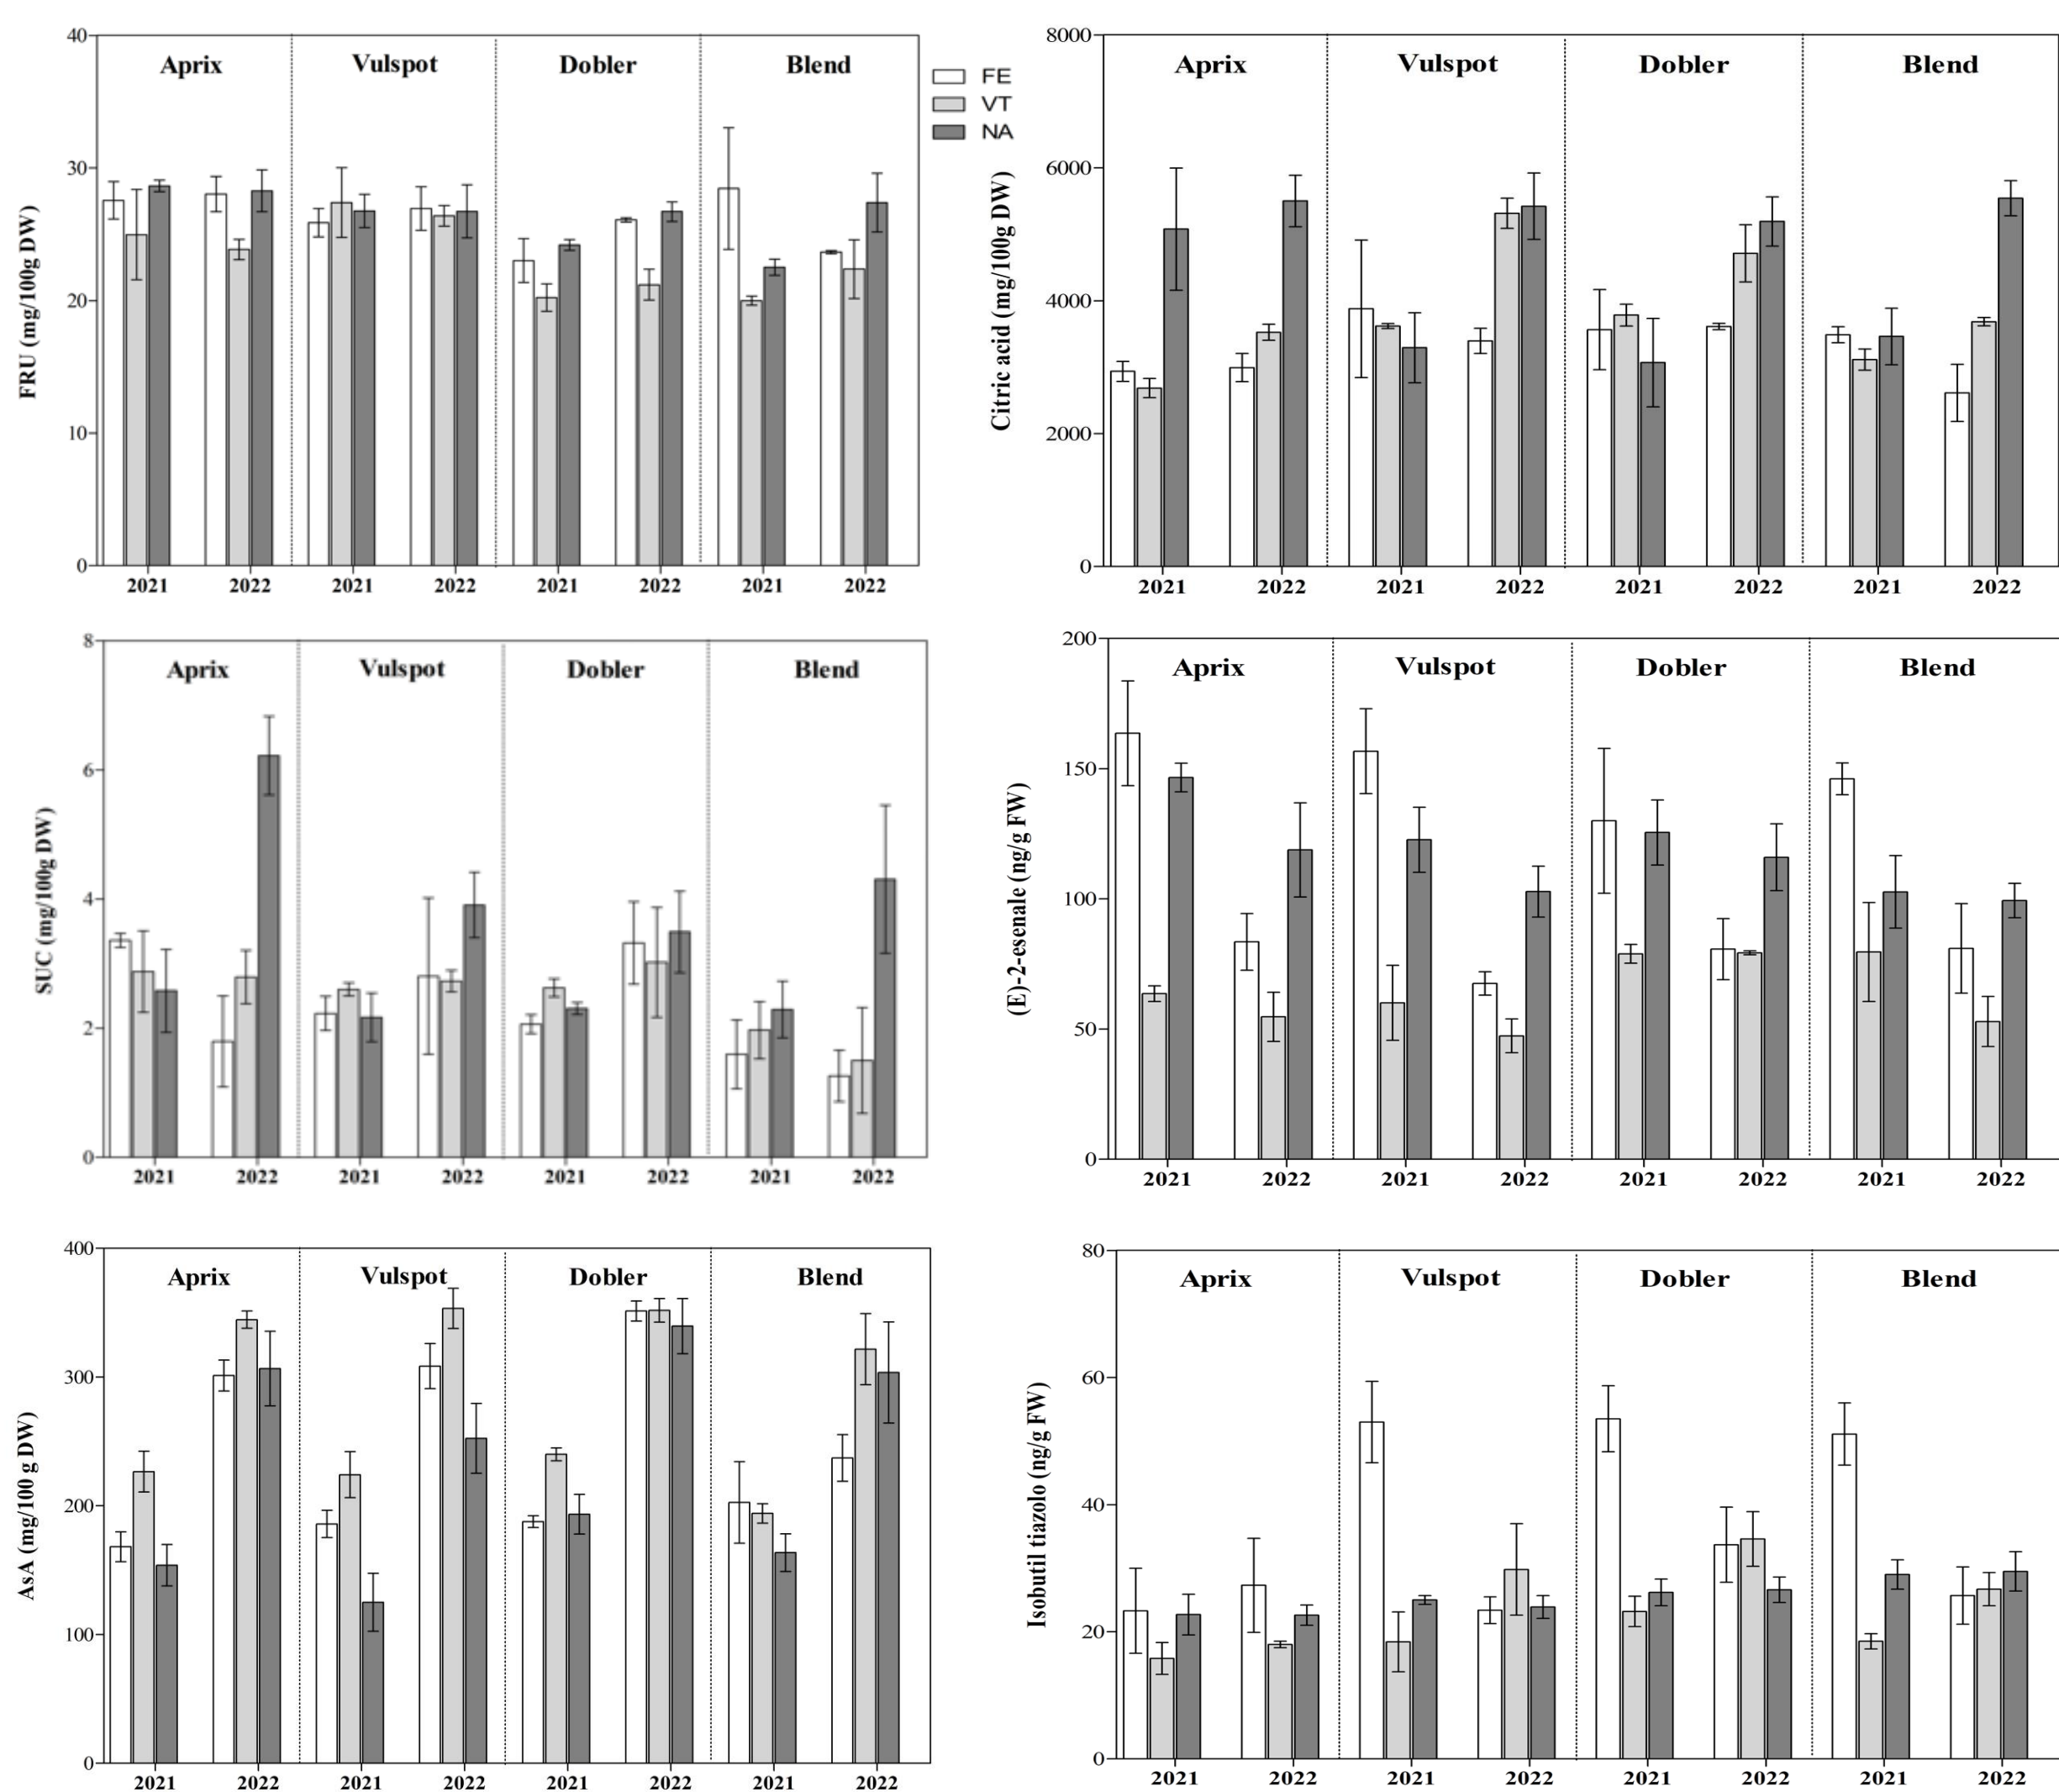 FRU (mg/100g DW)
40
30
20
10
0
Aprix Vulspot Dobler Blend
2021 2022 2021 2022 2021 2022 2021 2022
FE
VT
NA
Citric acid (mg/100g DW)
8000
6000
4000
2000
0
Aprix Vulspot Dobler Blend
2021 2022 2021 2022 2021 2022 2021 2022
SUC (mg/100g DW)
8
6
4
2
0
Aprix Vulspot Dobler Blend
2021 2022 2021 2022 2021 2022 2021 2022
(E)-2-esenale (ng/g FW)
200
150
100
50
0
Aprix Vulspot Dobler Blend
2021 2022 2021 2022 2021 2022 2021 2022
AsA (mg/100 g DW)
400
300
200
100
0
Aprix Vulspot Dobler Blend
2021 2022 2021 2022 2021 2022 2021 2022
Isobutil tiazolo (ng/g FW)
80
60
40
20
0
Aprix Vulspot Dobler Blend
2021 2022 2021 2022 2021 2022 2021 2022